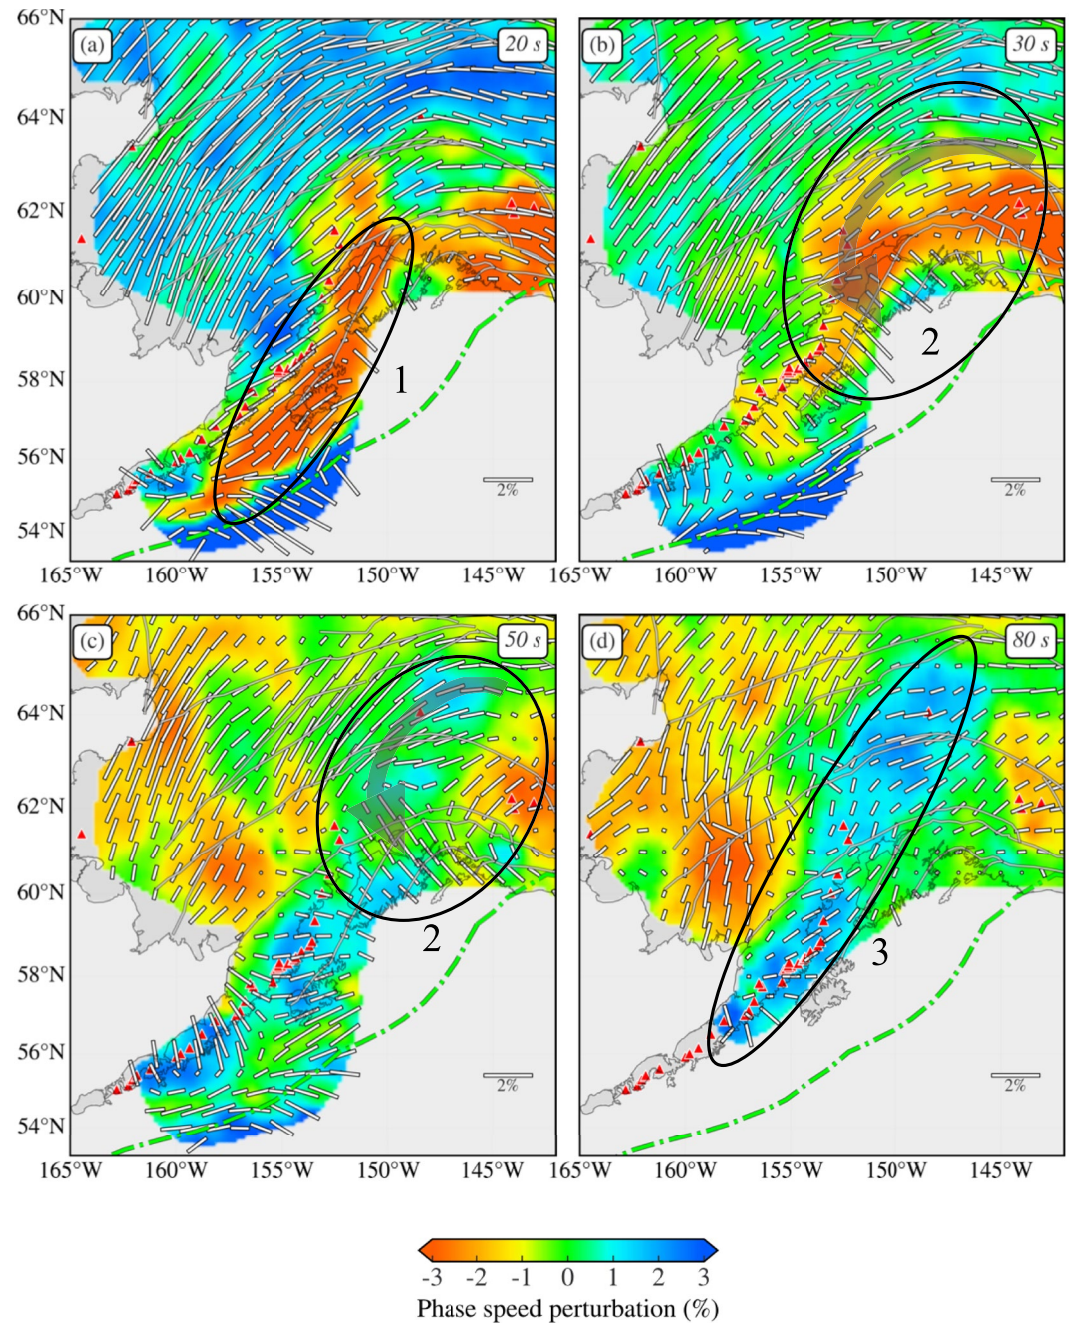 66°N
(a)
20 s
(b)
30 s
64°N
62°N
60°N
58°N
56°N
54°N
1
2
2%
2%
165°W 160°W 155°W 150°W 145°W 165°W 160°W 155°W 150°W 145°W
66°N
(c)
50 s
(d)
80 s
64°N
62°N
60°N
58°N
56°N
54°N
2
3
2%
2%
165°W 160°W 155°W 150°W 145°W 165°W 160°W 155°W 150°W 145°W
-3 -2 -1 0 1 2 3
Phase speed perturbation (%)